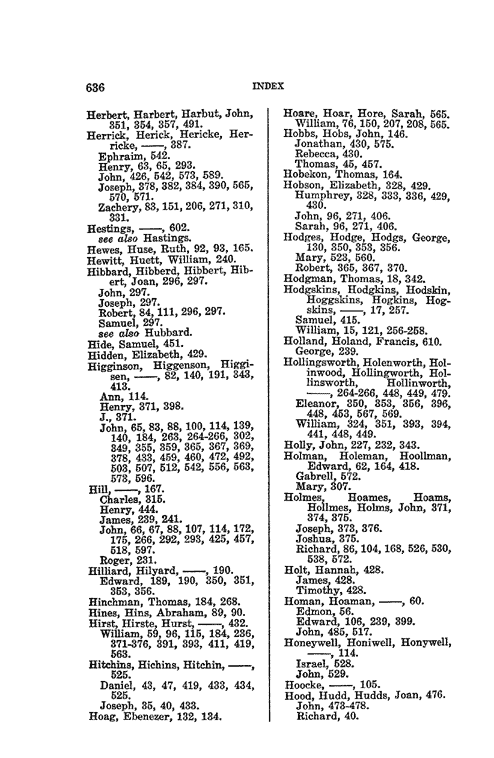 636
INDEX
Herbert, Harbert, Harbut, John,
351, 354, 357, 491.
Herrick, Herick, Hericke, Her-
ricke, ——, 387.
Ephraim, 542.
Henry, 63, 65, 293.
John, 426, 542, 573, 589.
Joseph, 378, 382, 384, 390, 565,
570, 571.
Zachery, 83, 151, 206, 271, 310,
331.
Hestings, ——, 602.
see also Hastings.
Hewes, Huse, Ruth, 92, 93, 165.
Hewitt, Huett, William, 240.
Hibbard, Hibberd, Hibbert, Hib-
ert, Joan, 296, 297.
John, 297.
Joseph, 297.
Robert, 84, 111, 296, 297.
Samuel, 297.
see also Hubbard.
Hide, Samuel, 451.
Hidden, Elizabeth, 429.
Higginson, Higgenson, Higgi-
sen, ——, 82, 140, 191, 343,
413.
Ann, 114.
Henry, 371, 398.
J., 371.
John, 65, 83, 88, 100, 114, 139,
140, 184, 263, 264-266, 302,
349, 355, 359, 365, 367, 369,
378, 433, 459, 460, 472, 492,
503, 507, 512, 542, 556, 563,
573, 596.
Hill, ——, 167.
Charles, 315.
Henry, 444.
James, 239, 241.
John, 66, 67, 88, 107, 114, 172,
175, 266, 292, 293, 425, 457,
518, 597.
Roger, 231.
Hilliard, Hilyard, ——, 190.
Edward, 189, 190, 350, 351,
353, 356.
Hinchman, Thomas, 184, 268.
Hines, Hins, Abraham, 89, 90.
Hirst, Hirste, Hurst, ——, 432.
William, 59, 96, 115, 184, 236,
371-376, 391, 393, 411, 419,
563.
Hitchins, Hichins, Hitchin, ——,
525.
Daniel, 43, 47, 419, 433, 434,
525.
Joseph, 35, 40, 433.
Hoag, Ebenezer, 132, 134.
Hoare, Hoar, Hore, Sarah, 565.
William, 76, 150, 207, 208, 565.
Hobbs, Hobs, John, 146.
Jonathan, 430, 575.
Rebecca, 430.
Thomas, 45, 457.
Hobekon, Thomas, 164.
Hobson, Elizabeth, 328, 429.
Humphrey, 328, 333, 336, 429,
430.
John, 96, 271, 406.
Sarah, 96, 271, 406.
Hodges, Hodge, Hodgs, George,
130, 350, 353, 356.
Mary, 523, 560.
Robert, 365, 367, 370.
Hodgman, Thomas, 18, 342.
Hodgskins, Hodgkins, Hodskin,
Hoggskins, Hogkins, Hog-
skins, ——, 17, 257.
Samuel, 415.
William, 15, 121, 256-258.
Holland, Holand, Francis, 610.
George, 239.
Hollingsworth, Holenworth, Hol-
inwood, Hollingworth, Hol-
linsworth, Hollinworth,
——, 264-266, 448, 449, 479.
Eleanor, 350, 353, 356, 396,
448, 453, 567, 569.
William, 324, 351, 393, 394,
441, 448, 449.
Holly, John, 227, 232, 343.
Holman, Holeman, Hoollman,
Edward, 62, 164, 418.
Gabrell, 572.
Mary, 307.
Holmes, Hoames, Hoams,
Hollmes, Holms, John, 371,
374, 375.
Joseph, 373, 376.
Joshua, 375.
Richard, 86, 104, 168, 526, 530,
538, 572.
Holt, Hannah, 428.
James, 428.
Timothy, 428.
Homan, Hoaman, ——, 60.
Edmon, 56.
Edward, 106, 239, 399.
John, 485, 517.
Honeywell, Honiwell, Honywell,
——, 114.
Israel, 528.
John, 529.
Hoocke, ——, 105.
Hood, Hudd, Hudds, Joan, 476.
John, 473-478.
Richard, 40.